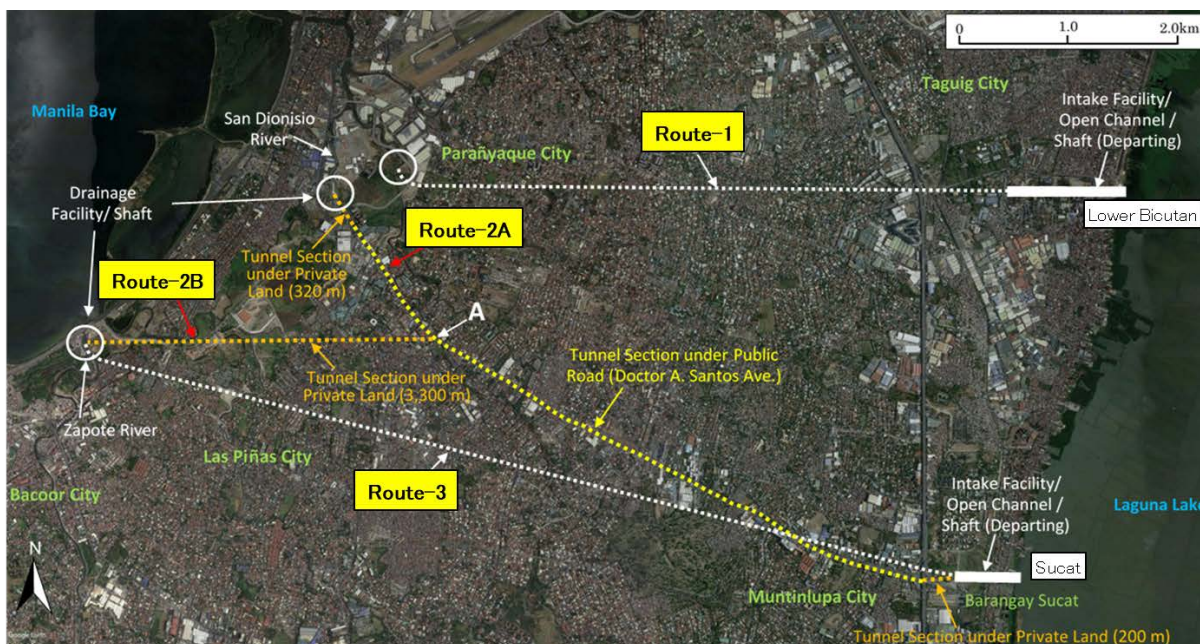 0 1.0 2.0km
Taguig City
Manila Bay
Intake Facility/
Open Channel /
Shaft (Departing)
San Dionisio
River
Route-1
Parañyaque City
Drainage
Facility/ Shaft
Lower Bicutan
Route-2A
Tunnel Section
under Private
Land (320 m)
Route-2B
A
Tunnel Section under Public
Road (Doctor A. Santos Ave.)
Tunnel Section under
Private Land (3,300 m)
Zapote River
Las Piñas City
Route-3
Bacoor City
Intake Facility/
Open Channel /
Shaft (Departing)
Laguna Lake
N
Sucat
Muntinlupa City
Barangay Sucat
Tunnel Section under Private Land (200 m)
Google Earth